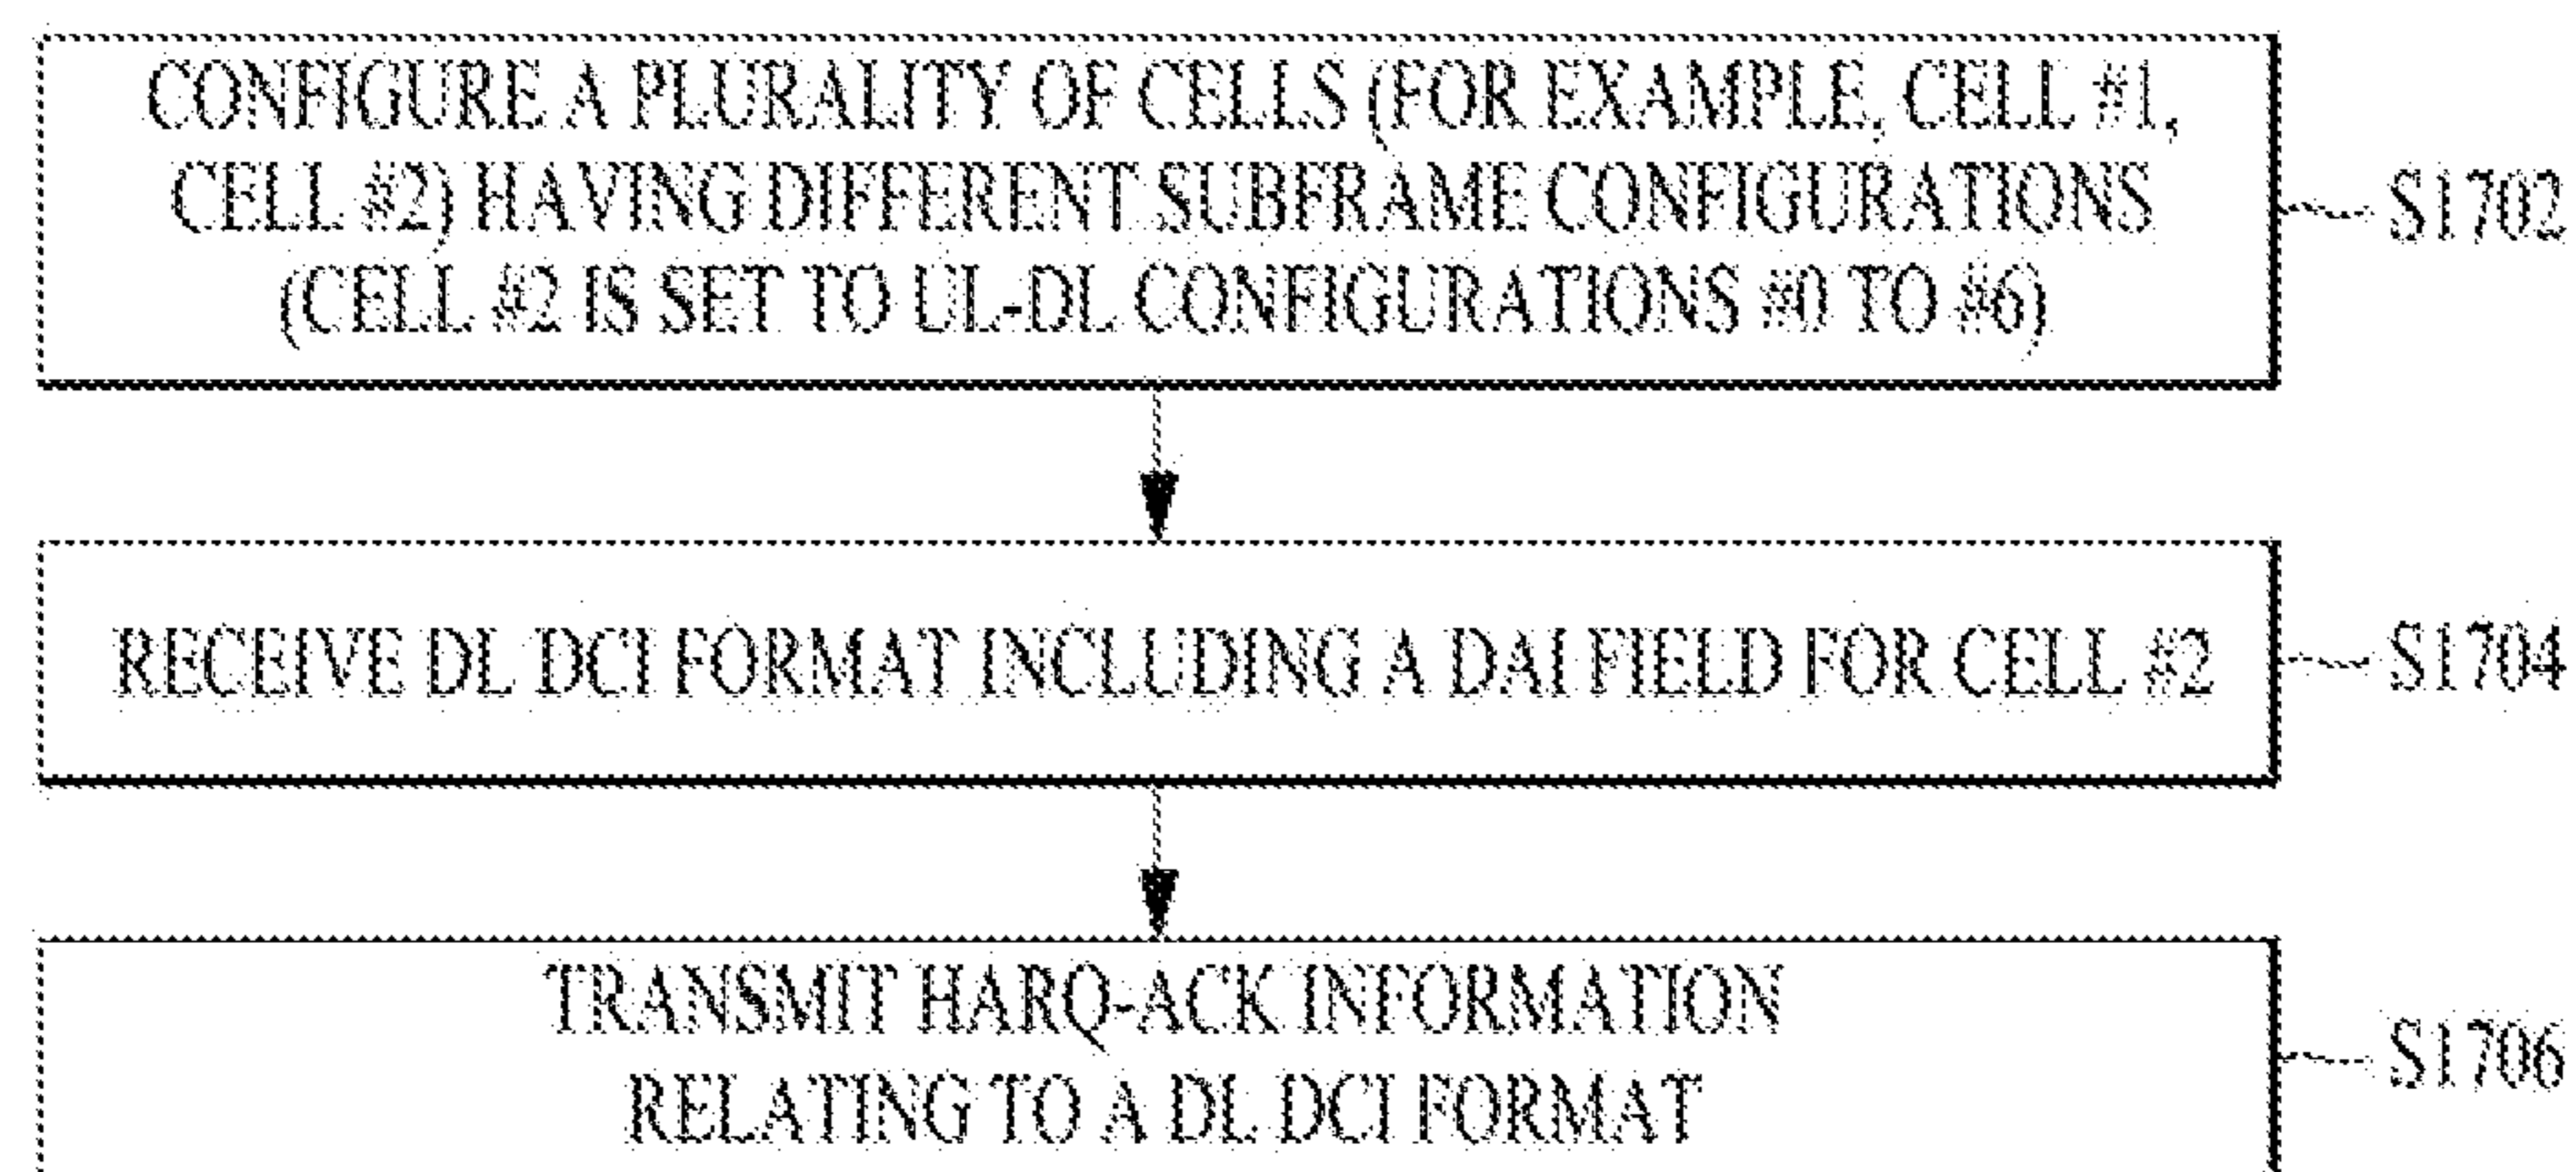 CONFIGURE A PLURALITY OF CELLS (FOR EXAMPLE, CELL #1,
CELL #2) HAVING DIFFERENT SUBFRAME CONFIGURATIONS
(CELL #2 IS SET TO UL-DL CONFIGURATIONS #0 TO #6)
S1702
RECEIVE DL DCI FORMAT INCLUDING A DAI FIELD FOR CELL #2
S1704
TRANSMIT HARQ-ACK INFORMATION
RELATING TO A DL DCI FORMAT
S1706